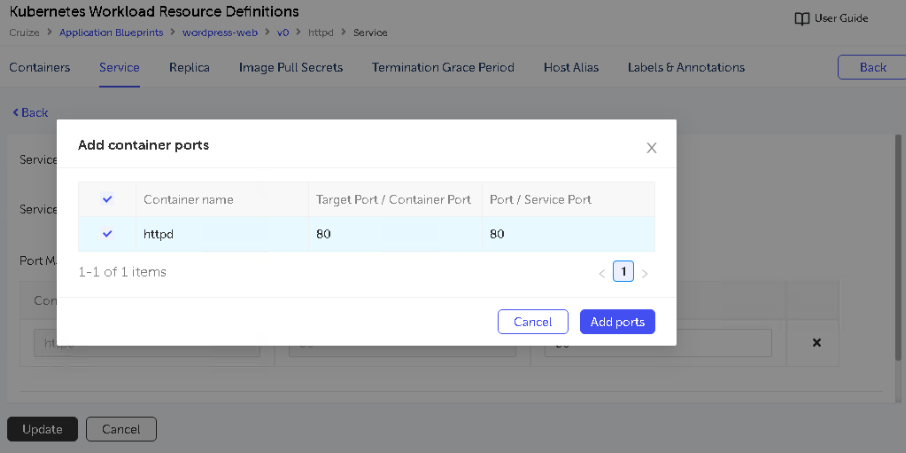 Kubernetes Workload Resource Definitions
User Guide
Cruize > Application Blueprints > wordpress-web > v0 > httpd > Service
Containers Service Replica Image Pull Secrets Termination Grace Period Host Alias Labels & Annotations Back
Back
Add container ports
Service
Container name Target Port / Container Port Port / Service Port
httpd 80 80
Service
Port M
1-1 of 1 items
1
Con
Cancel Add ports
Update Cancel